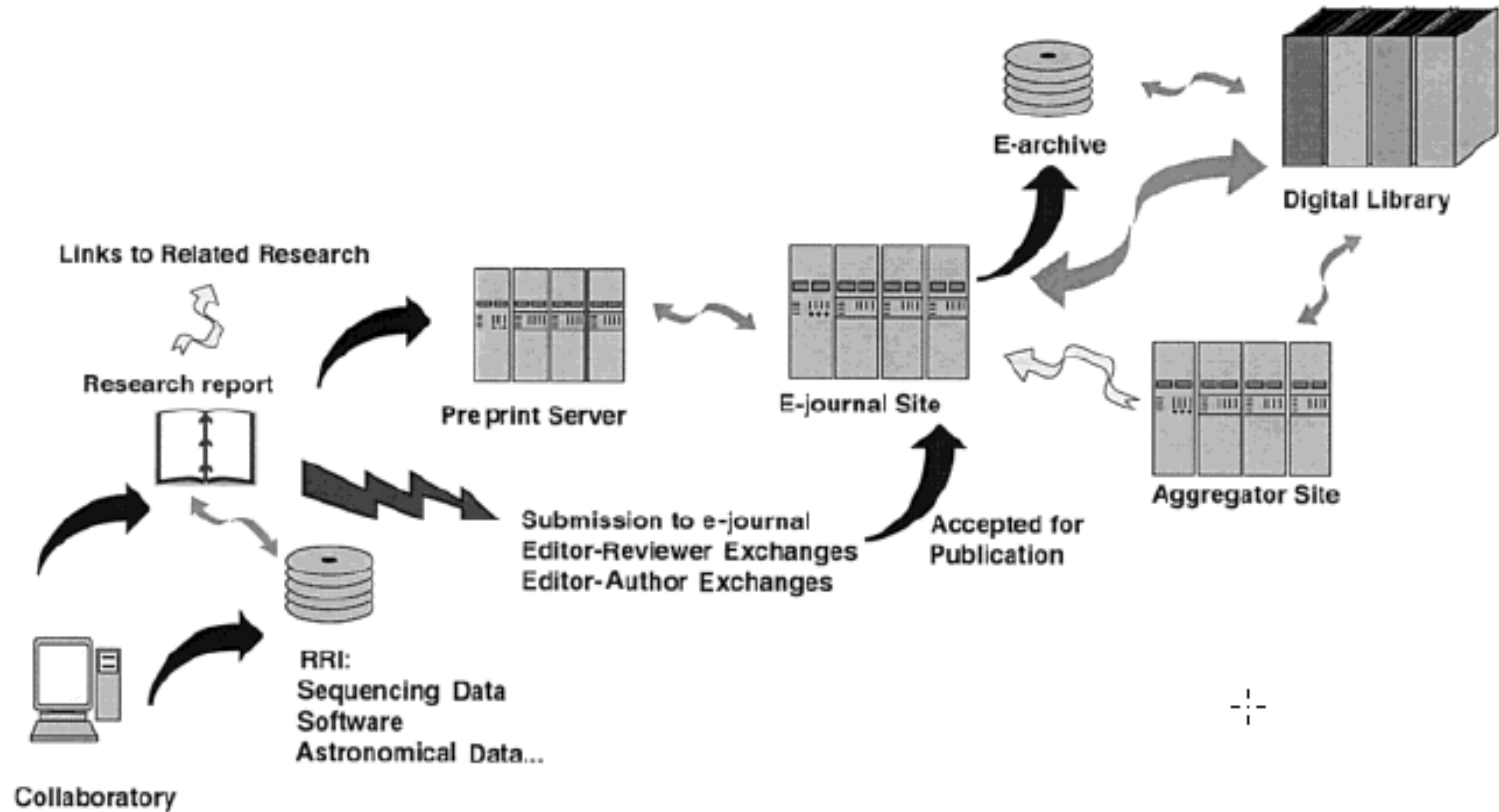 E-archive
Digital Library
Links to Related Research
Research report
Preprint Server
E-journal Site
Aggregator Site
Submission to e-journal
Editor-Reviewer Exchanges
Editor-Author Exchanges
Accepted for
Publication
RRI:
Sequencing Data
Software
Astronomical Data...
Collaboratory